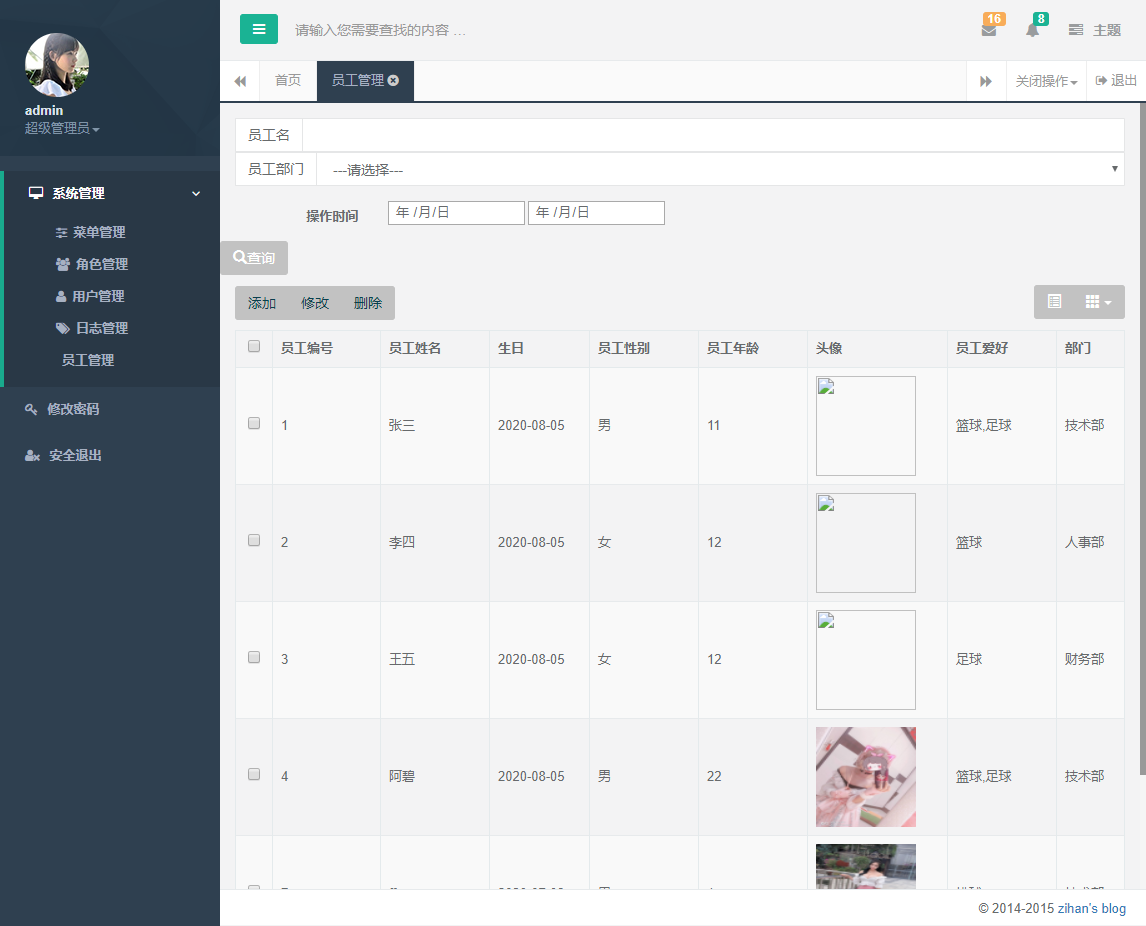 请输入您需要查找的内容 …
16
8
主题
admin
超级管理员
首页
员工管理
关闭操作
退出
系统管理
菜单管理
角色管理
用户管理
日志管理
员工管理
修改密码
安全退出
员工名
员工部门 ---请选择---
操作时间 年 /月/日 年 /月/日
查询
添加 修改 删除
员工编号 员工姓名 生日 员工性别 员工年龄 头像 员工爱好 部门
1 张三 2020-08-05 男 11 篮球,足球 技术部
2 李四 2020-08-05 女 12 篮球 人事部
3 王五 2020-08-05 女 12 足球 财务部
4 阿碧 2020-08-05 男 22 篮球,足球 技术部
© 2014-2015 zihan's blog